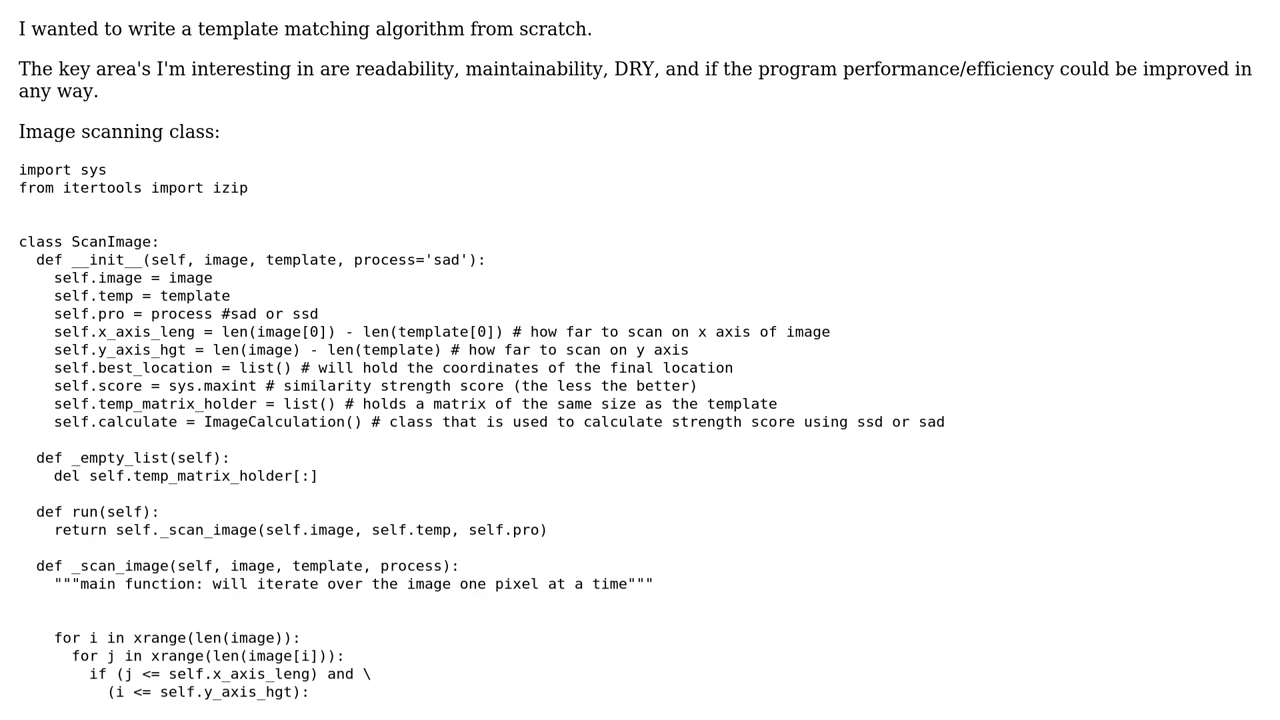 I wanted to write a template matching algorithm from scratch.
The key area's I'm interesting in are readability, maintainability, DRY, and if the program performance/efficiency could be improved in
any way.
Image scanning class:
import sys
from itertools import izip
class ScanImage:
  def __init__(self, image, template, process='sad'):
    self.image = image
    self.temp = template
    self.pro = process #sad or ssd
    self.x_axis_leng = len(image[0]) - len(template[0]) # how far to scan on x axis of image
    self.y_axis_hgt = len(image) - len(template) # how far to scan on y axis
    self.best_location = list() # will hold the coordinates of the final location
    self.score = sys.maxint # similarity strength score (the less the better)
    self.temp_matrix_holder = list() # holds a matrix of the same size as the template
    self.calculate = ImageCalculation() # class that is used to calculate strength score using ssd or sad
  def _empty_list(self):
    del self.temp_matrix_holder[:]
  def run(self):
    return self._scan_image(self.image, self.temp, self.pro)
  def _scan_image(self, image, template, process):
    """main function: will iterate over the image one pixel at a time"""
    for i in xrange(len(image)):
      for j in xrange(len(image[i])):
        if (j <= self.x_axis_leng) and \
          (i <= self.y_axis_hgt):